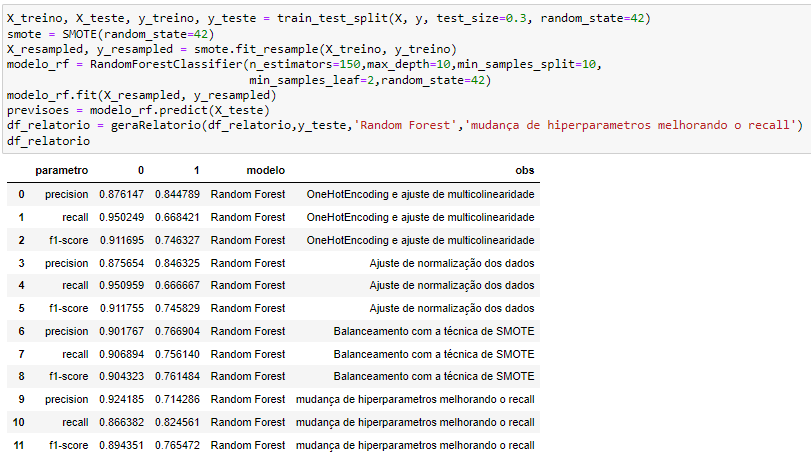 X_treino, X_teste, y_treino, y_teste = train_test_split(X, y, test_size=0.3, random_state=42)
smote = SMOTE(random_state=42)
X_resampled, y_resampled = smote.fit_resample(X_treino, y_treino)
modelo_rf = RandomForestClassifier(n_estimators=150,max_depth=10,min_samples_split=10,
min_samples_leaf=2,random_state=42)
modelo_rf.fit(X_resampled, y_resampled)
previsoes = modelo_rf.predict(X_teste)
df_relatorio = geraRelatorio(df_relatorio,y_teste,'Random Forest','mudança de hiperparametros melhorando o recall')
df_relatorio
parametro 0 1 modelo obs
0 precision 0.876147 0.844789 Random Forest OneHotEncoding e ajuste de multicolinearidade
1 recall 0.950249 0.668421 Random Forest OneHotEncoding e ajuste de multicolinearidade
2 f1-score 0.911695 0.746327 Random Forest OneHotEncoding e ajuste de multicolinearidade
3 precision 0.875654 0.846325 Random Forest Ajuste de normalização dos dados
4 recall 0.950959 0.666667 Random Forest Ajuste de normalização dos dados
5 f1-score 0.911755 0.745829 Random Forest Ajuste de normalização dos dados
6 precision 0.901767 0.766904 Random Forest Balanceamento com a técnica de SMOTE
7 recall 0.906894 0.756140 Random Forest Balanceamento com a técnica de SMOTE
8 f1-score 0.904323 0.761484 Random Forest Balanceamento com a técnica de SMOTE
9 precision 0.924185 0.714286 Random Forest mudança de hiperparametros melhorando o recall
10 recall 0.866382 0.824561 Random Forest mudança de hiperparametros melhorando o recall
11 f1-score 0.894351 0.765472 Random Forest mudança de hiperparametros melhorando o recall